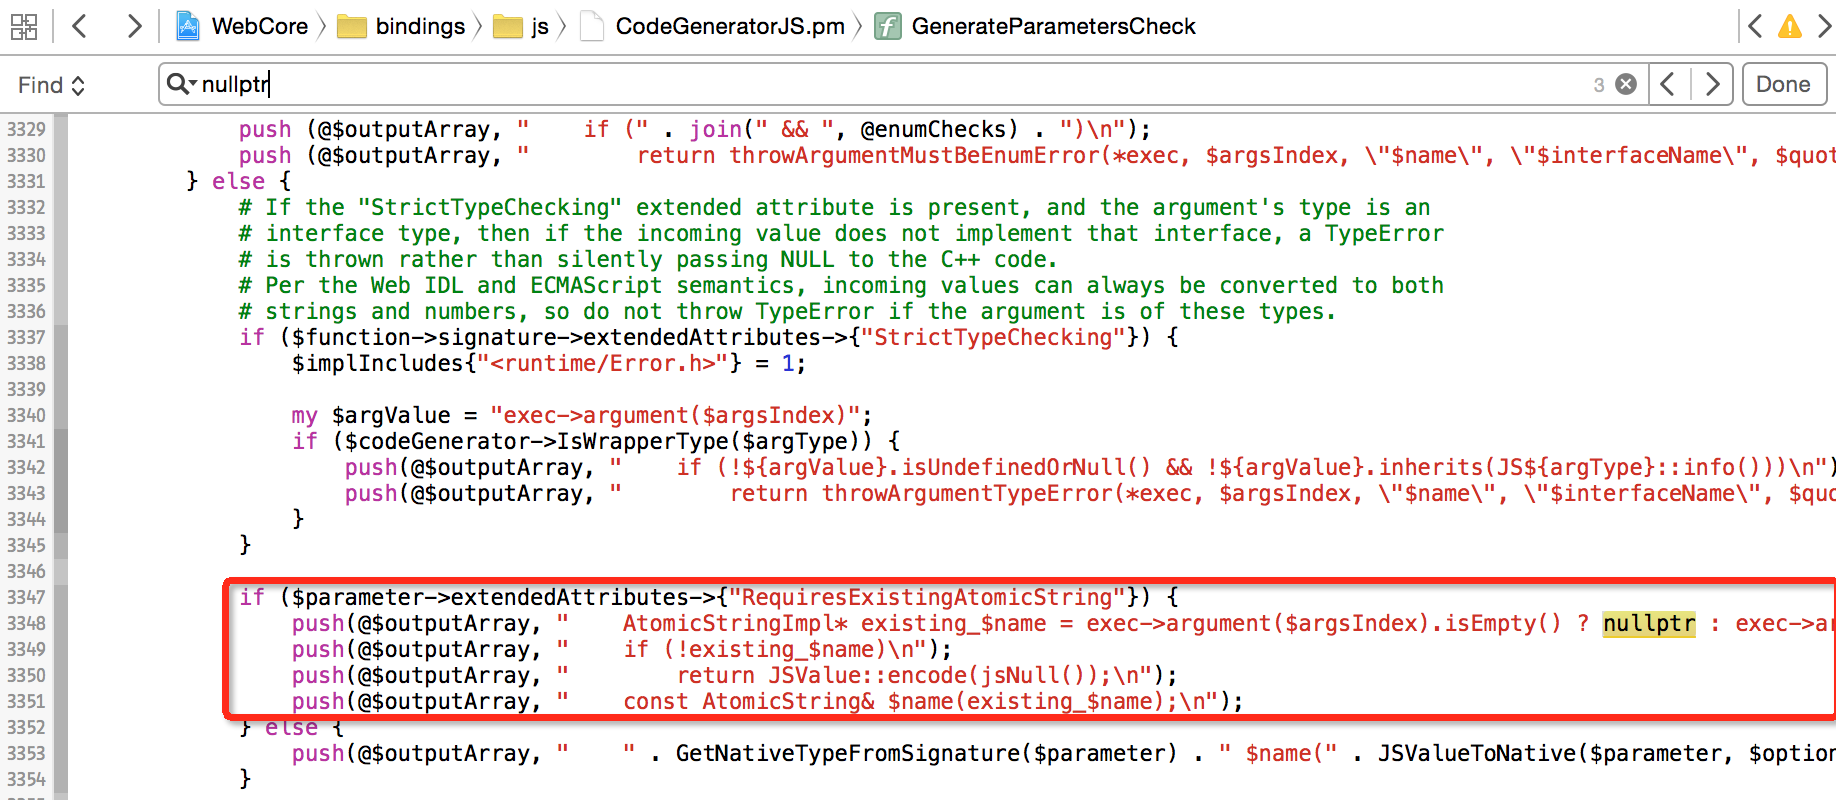 WebCore bindings js CodeGeneratorJS.pm f GenerateParametersCheck
Find nullptr 3 Done
3329 push (@$outputArray, "    if (" . join(" && ", @enumChecks) . ")\n");
3330 push (@$outputArray, "        return throwArgumentMustBeEnumError(*exec, $argsIndex, \"$name\", \"$interfaceName\", $quot
3331 } else {
3332 # If the "StrictTypeChecking" extended attribute is present, and the argument's type is an
3333 # interface type, then if the incoming value does not implement that interface, a TypeError
3334 # is thrown rather than silently passing NULL to the C++ code.
3335 # Per the Web IDL and ECMAScript semantics, incoming values can always be converted to both
3336 # strings and numbers, so do not throw TypeError if the argument is of these types.
3337 if ($function->signature->extendedAttributes->{"StrictTypeChecking"}) {
3338 $implIncludes{"<runtime/Error.h>"} = 1;
3339
3340 my $argValue = "exec->argument($argsIndex)";
3341 if ($codeGenerator->IsWrapperType($argType)) {
3342 push(@$outputArray, "    if (!${argValue}.isUndefinedOrNull() && !${argValue}.inherits(JS${argType}::info()))\n")
3343 push(@$outputArray, "        return throwArgumentTypeError(*exec, $argsIndex, \"$name\", \"$interfaceName\", $quo
3344 }
3345 }
3346
3347 if ($parameter->extendedAttributes->{"RequiresExistingAtomicString"}) {
3348 push(@$outputArray, "    AtomicStringImpl* existing_$name = exec->argument($argsIndex).isEmpty() ? nullptr : exec->ar
3349 push(@$outputArray, "    if (!existing_$name)\n");
3350 push(@$outputArray, "        return JSValue::encode(jsNull());\n");
3351 push(@$outputArray, "    const AtomicString& $name(existing_$name);\n");
3352 } else {
3353 push(@$outputArray, "    " . GetNativeTypeFromSignature($parameter) . " $name(" . JSValueToNative($parameter, $option
3354 }